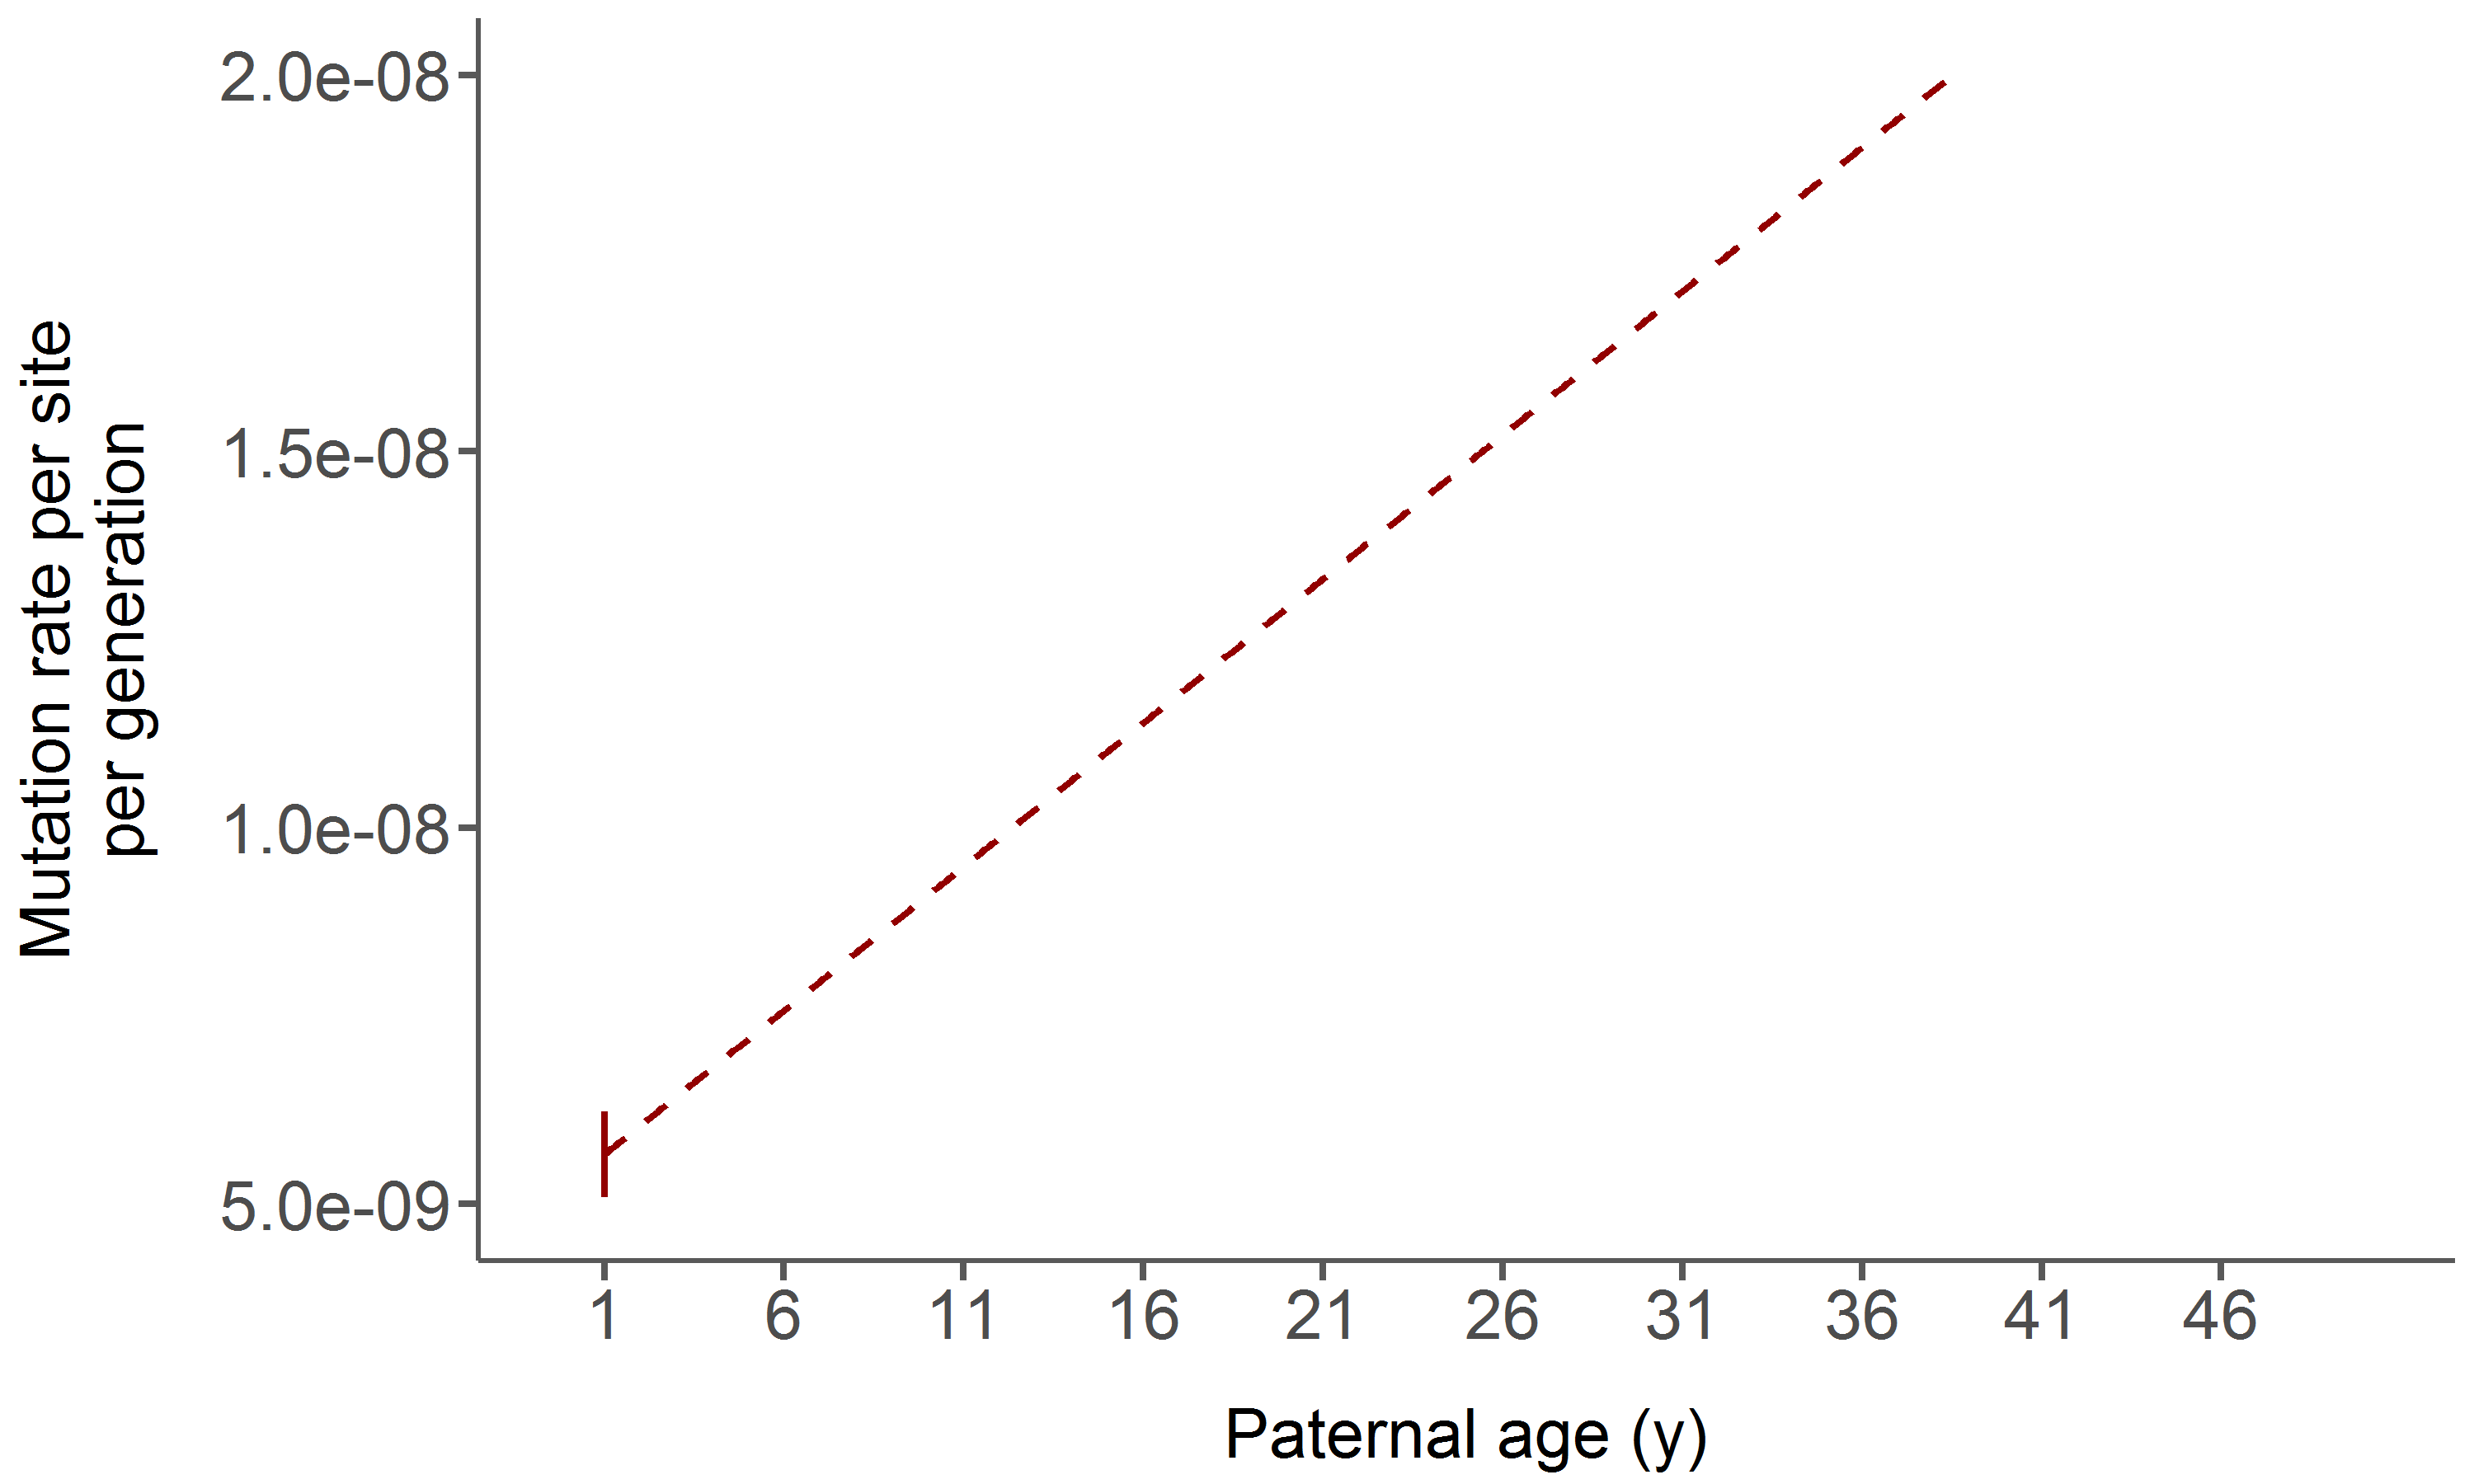 Mutation rate per site
per generation
2.0e-08
1.5e-08
1.0e-08
5.0e-09
1 6 11 16 21 26 31 36 41 46
Paternal age (y)